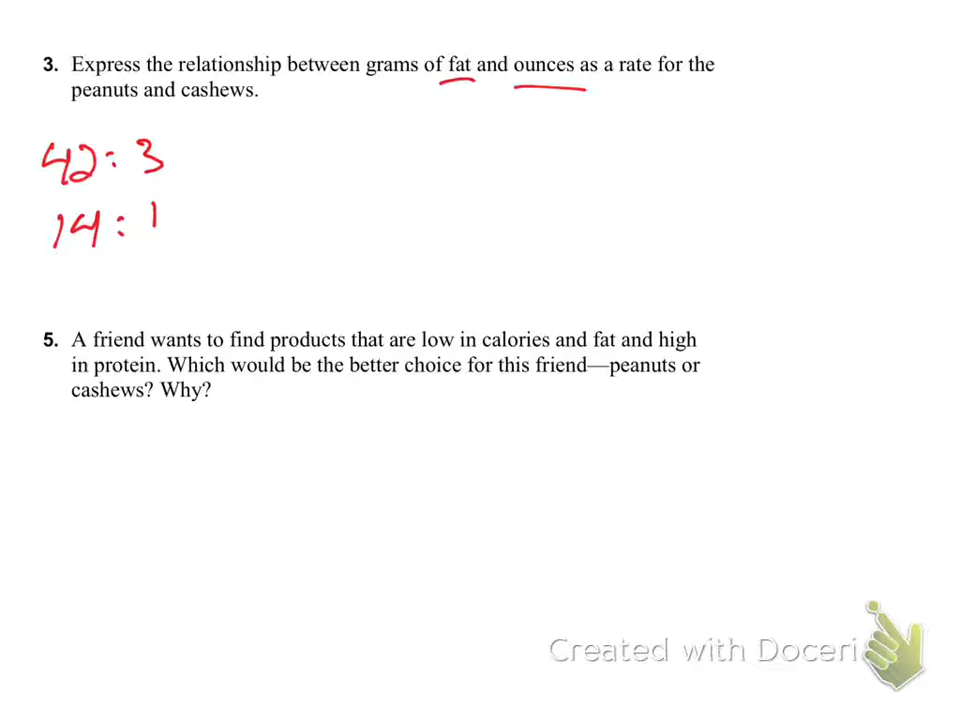 3. Express the relationship between grams of fat and ounces as a rate for the
peanuts and cashews.
42 : 3
14 : 1
5. A friend wants to find products that are low in calories and fat and high
in protein. Which would be the better choice for this friend—peanuts or
cashews? Why?
Created with Doceri